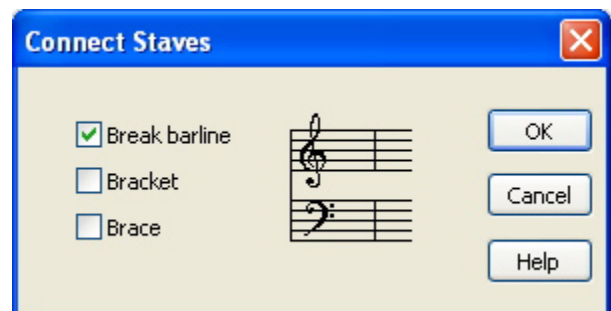 Connect Staves
Break barline
Bracket
Brace
OK
Cancel
Help